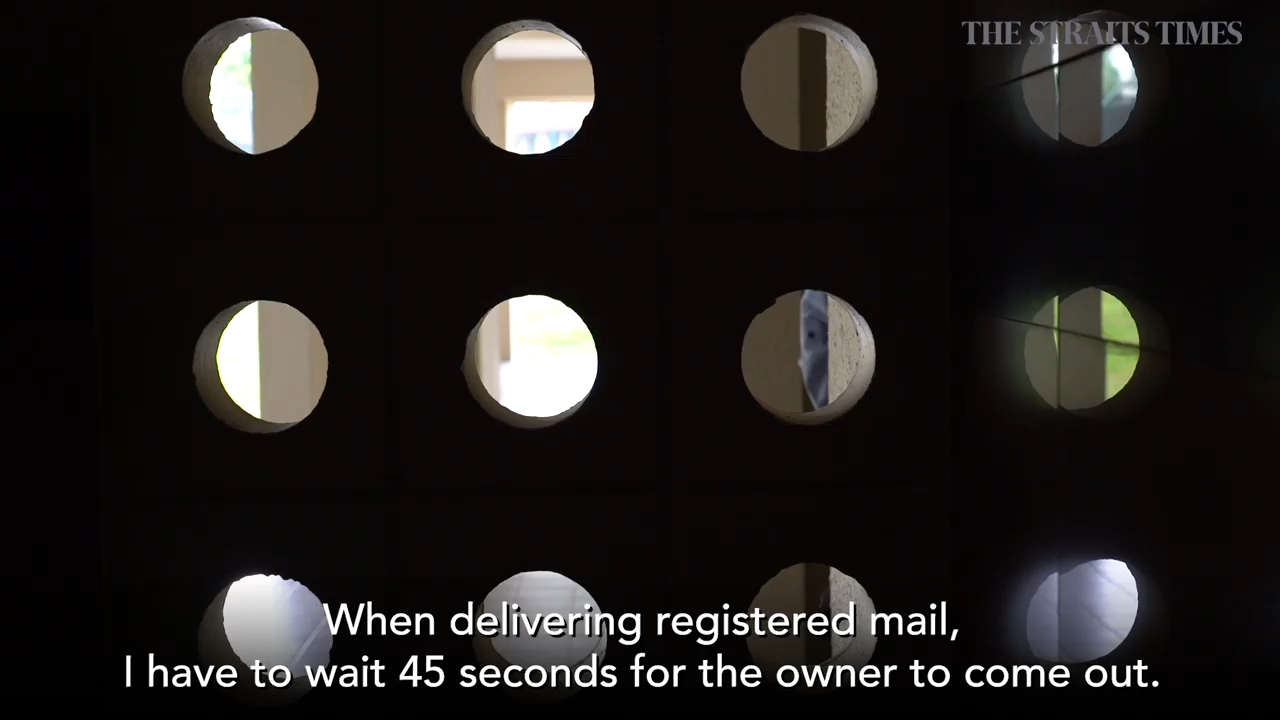 THE STRAITS TIMES
When delivering registered mail,
I have to wait 45 seconds for the owner to come out.